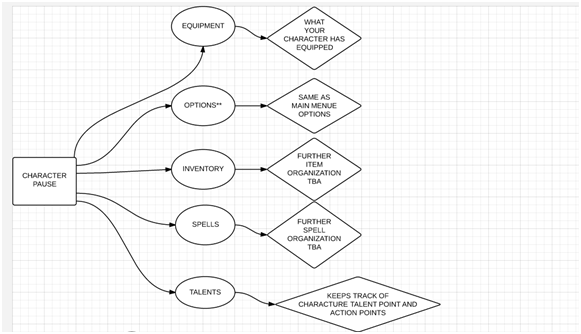 EQUIPMENT
WHAT
YOUR
CHARACTER HAS
EQUIPPED
OPTIONS**
SAME AS
MAIN MENUE
OPTIONS
CHARACTER
PAUSE
INVENTORY
FURTHER
ITEM
ORGANIZATION
TBA
SPELLS
FURTHER
SPELL
ORGANIZATION
TBA
TALENTS
KEEPS TRACK OF
CHARACTURE TALENT POINT AND
ACTION POINTS